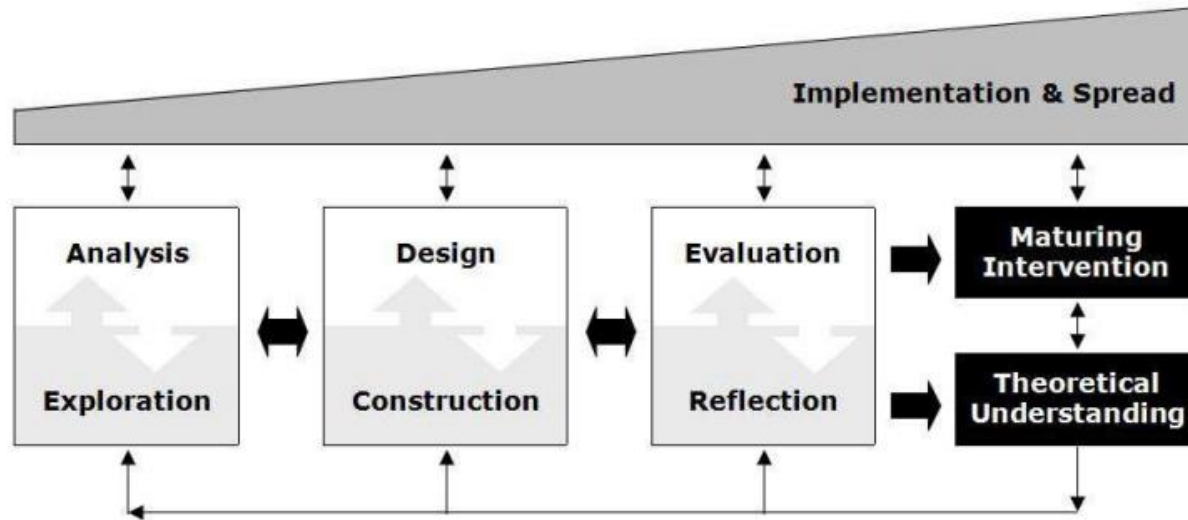 Implementation & Spread
Analysis
Exploration
Design
Construction
Evaluation
Reflection
Maturing
Intervention
Theoretical
Understanding